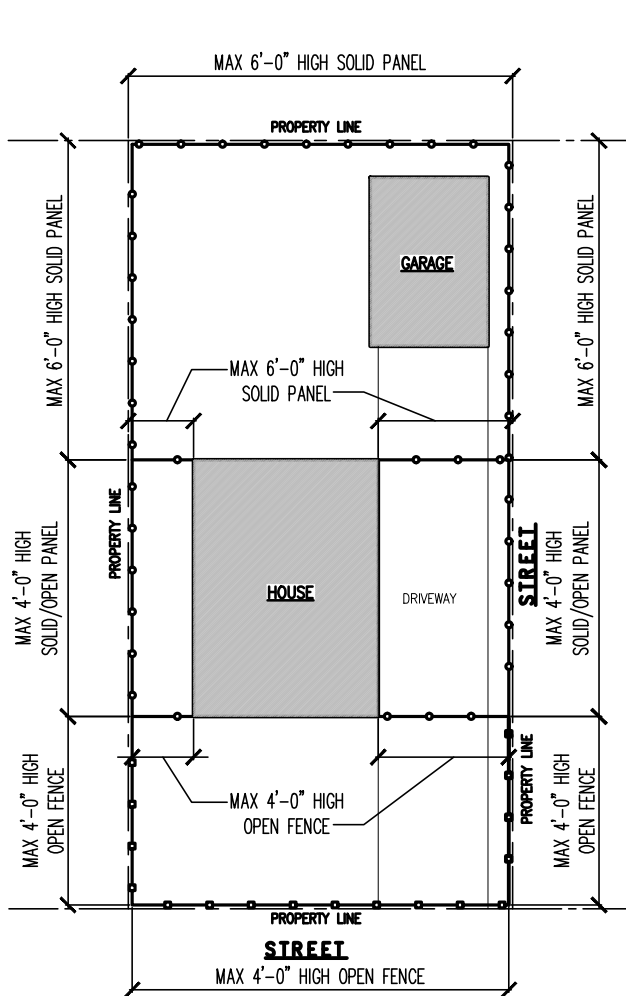 MAX 6'-0" HIGH SOLID PANEL
PROPERTY LINE
MAX 6'-0" HIGH SOLID PANEL
GARAGE
MAX 6'-0" HIGH SOLID PANEL
MAX 6'-0" HIGH
SOLID PANEL
PROPERTY LINE
MAX 4'-0" HIGH
SOLID/OPEN PANEL
HOUSE
DRIVEWAY
STREET
MAX 4'-0" HIGH
SOLID/OPEN PANEL
MAX 4'-0" HIGH
OPEN FENCE
MAX 4'-0" HIGH
OPEN FENCE
PROPERTY LINE
MAX 4'-0" HIGH
OPEN FENCE
PROPERTY LINE
STREET
MAX 4'-0" HIGH OPEN FENCE